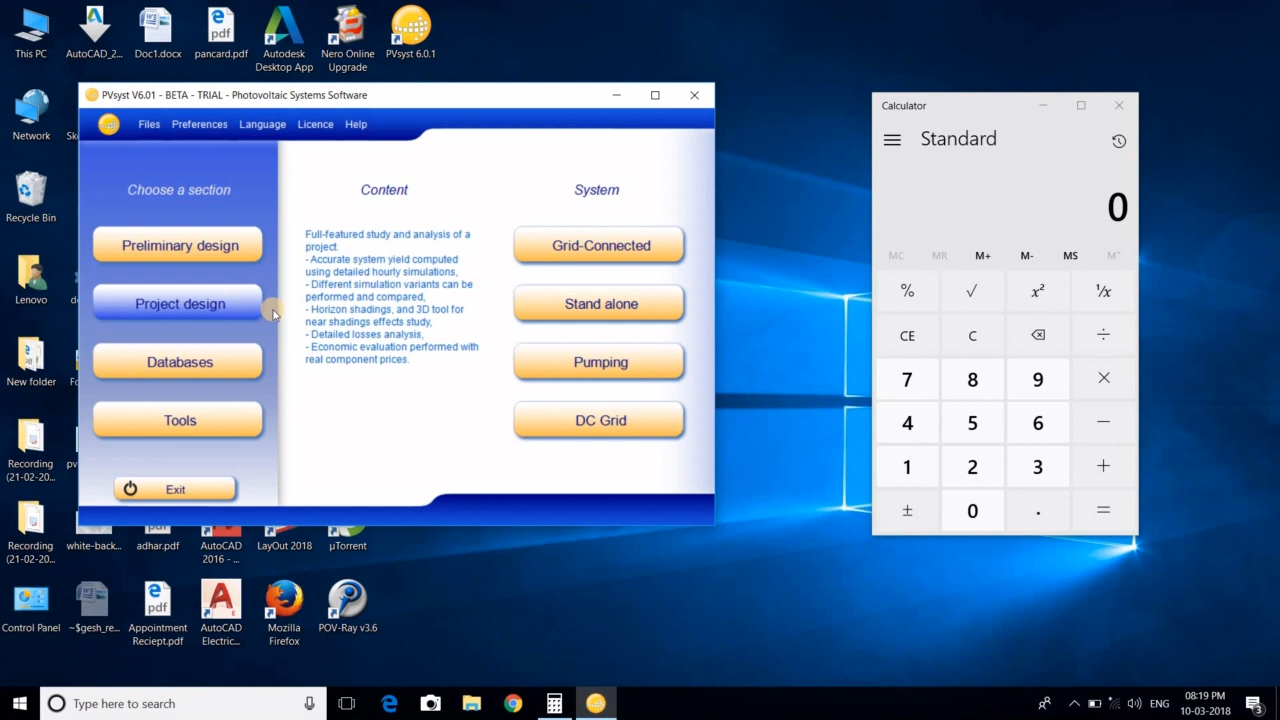 This PC
AutoCAD_2...
Doc1.docx
pancard.pdf
Autodesk
Desktop App
Nero Online
Upgrade
PVsyst 6.0.1
Network
Recycle Bin
Lenovo
New folder
Recording
(21-02-20...
Recording
(21-02-20...
Control Panel
PVsyst V6.01 - BETA - TRIAL - Photovoltaic Systems Software
Files
Preferences
Language
Licence
Help
Choose a section
Preliminary design
Project design
Databases
Tools
Exit
Content
Full-featured study and analysis of a
project.
- Accurate system yield computed
using detailed hourly simulations,
- Different simulation variants can be
performed and compared,
- Horizon shadings, and 3D tool for
near shadings effects study,
- Detailed losses analysis,
- Economic evaluation performed with
real component prices.
System
Grid-Connected
Stand alone
Pumping
DC Grid
white-back...
adhar.pdf
AutoCAD
2016 - ...
LayOut 2018
µTorrent
~$gesh_re...
Appointment
Reciept.pdf
AutoCAD
Electric...
Mozilla
Firefox
POV-Ray v3.6
Calculator
Standard
0
MC MR M+ M- MS M˅
% √ x² ¹/x
CE C ÷
7 8 9 ×
4 5 6 −
1 2 3 +
± 0 . =
Type here to search
ENG
08:19 PM
10-03-2018
3